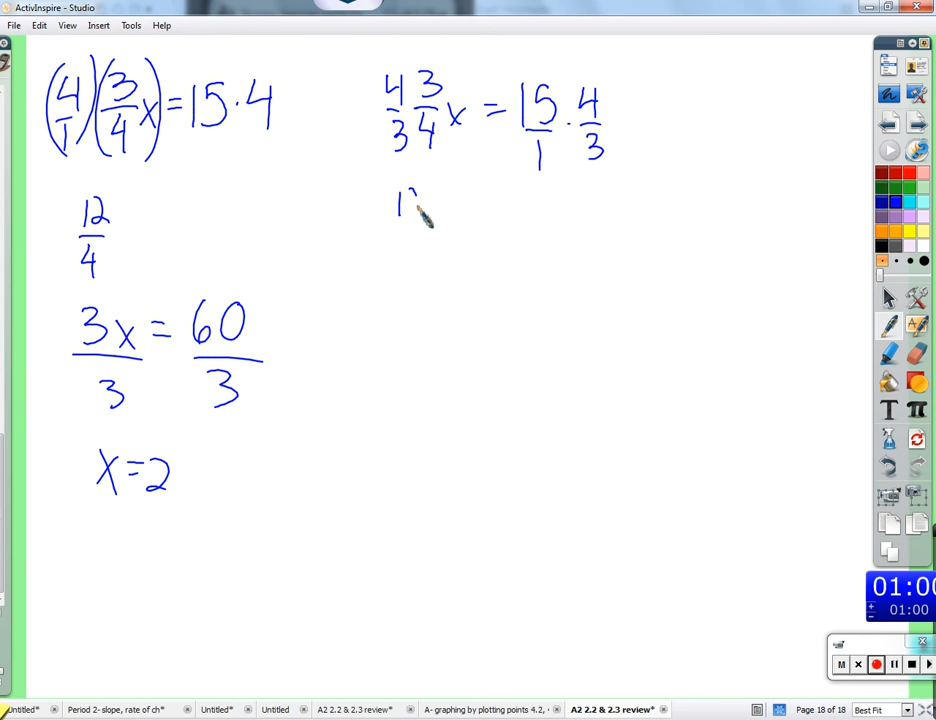 ActivInspire - Studio
File Edit View Insert Tools Help
(4/1)(3/4 x) = 15 · 4
12/4
3x/3 = 60/3
x = 2
4/3 3/4 x = 15/1 · 4/3
1
01:00
01:00
M
Untitled* Period 2- slope, rate of ch* Untitled* Untitled A2 2.2 & 2.3 review* A- graphing by plotting points 4.2, A2 2.2 & 2.3 review* Page 18 of 18 Best Fit